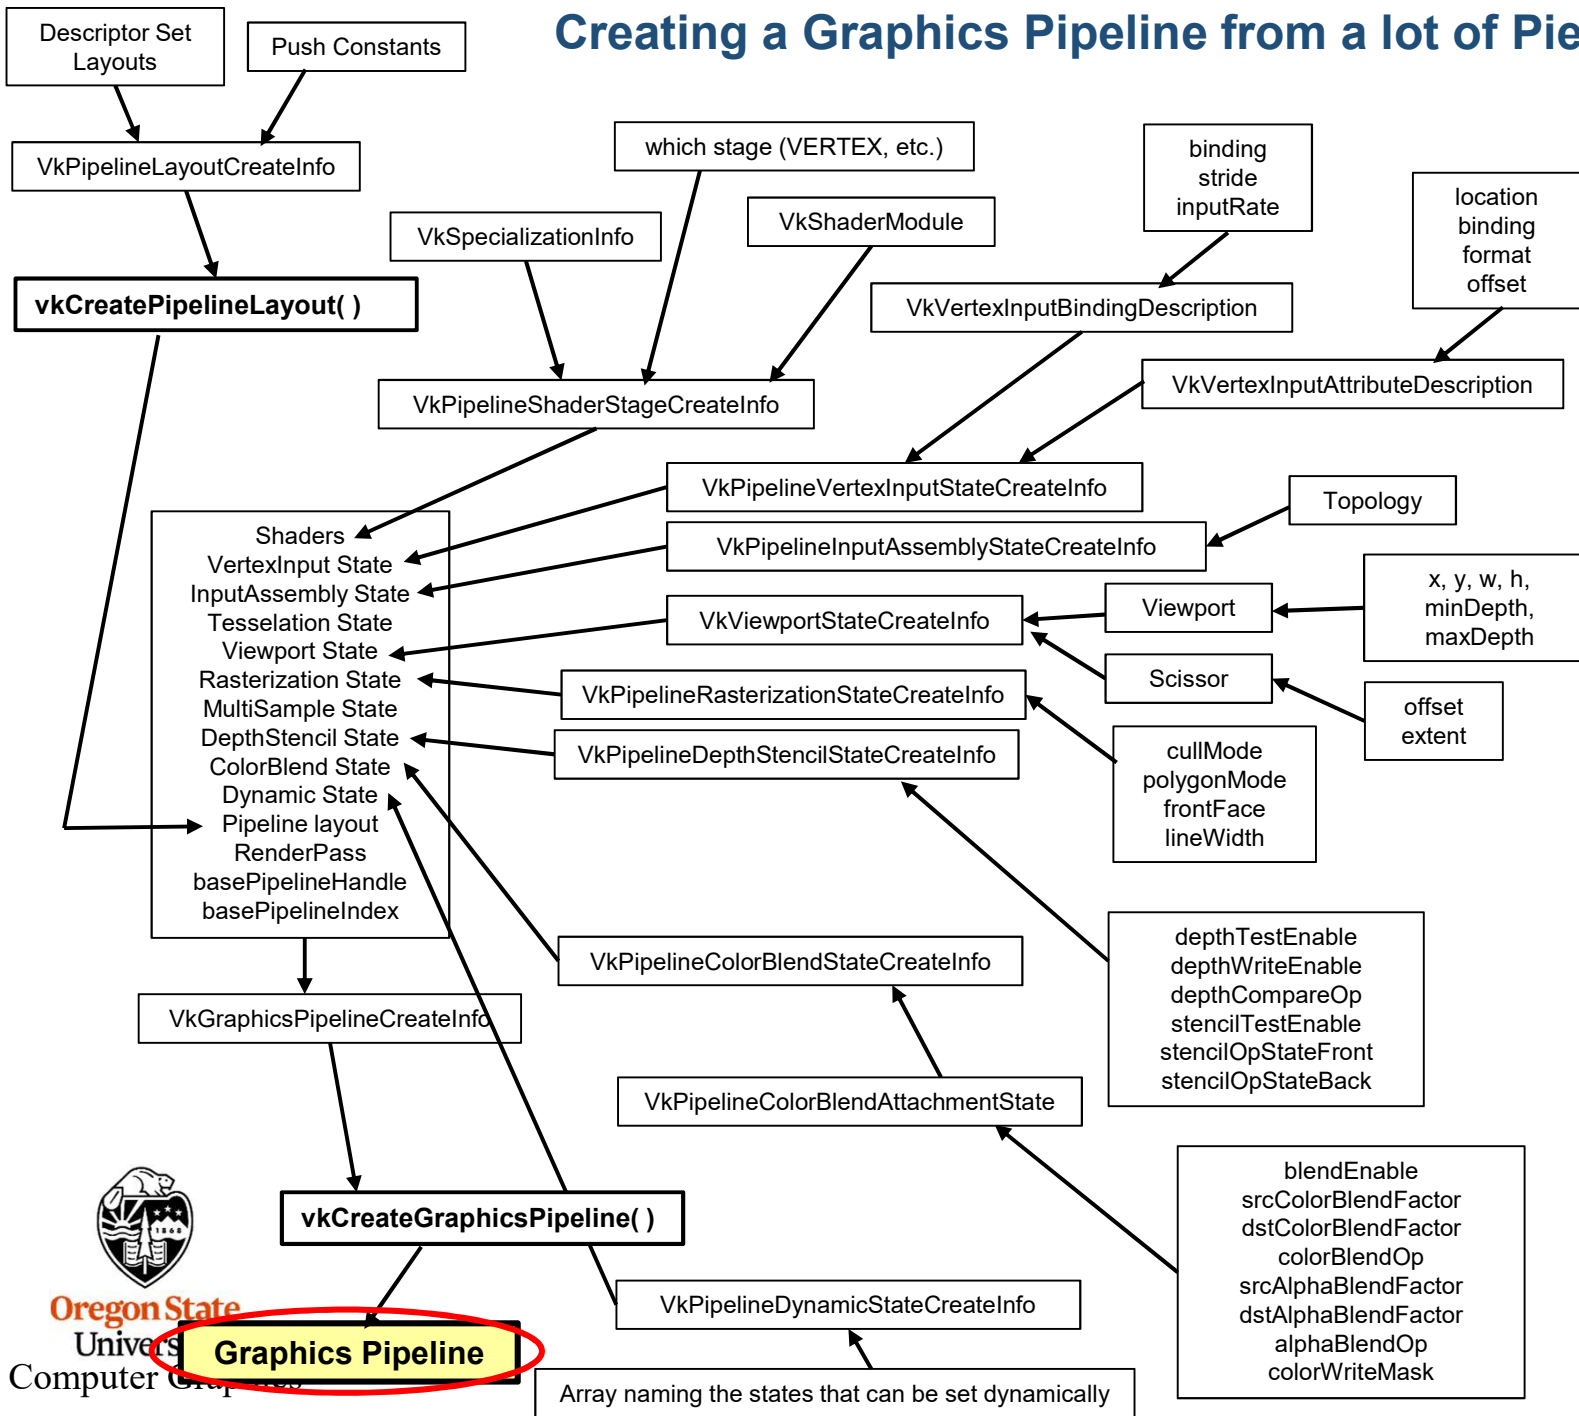 Creating a Graphics Pipeline from a lot of Pie
Descriptor Set
Layouts
Push Constants
VkPipelineLayoutCreateInfo
vkCreatePipelineLayout( )
which stage (VERTEX, etc.)
VkSpecializationInfo
VkShaderModule
VkPipelineShaderStageCreateInfo
binding
stride
inputRate
location
binding
format
offset
VkVertexInputBindingDescription
VkVertexInputAttributeDescription
VkPipelineVertexInputStateCreateInfo
Topology
VkPipelineInputAssemblyStateCreateInfo
Shaders
VertexInput State
InputAssembly State
Tesselation State
Viewport State
Rasterization State
MultiSample State
DepthStencil State
ColorBlend State
Dynamic State
Pipeline layout
RenderPass
basePipelineHandle
basePipelineIndex
VkViewportStateCreateInfo
Viewport
x, y, w, h,
minDepth,
maxDepth
Scissor
offset
extent
VkPipelineRasterizationStateCreateInfo
cullMode
polygonMode
frontFace
lineWidth
VkPipelineDepthStencilStateCreateInfo
depthTestEnable
depthWriteEnable
depthCompareOp
stencilTestEnable
stencilOpStateFront
stencilOpStateBack
VkPipelineColorBlendStateCreateInfo
VkGraphicsPipelineCreateInfo
VkPipelineColorBlendAttachmentState
blendEnable
srcColorBlendFactor
dstColorBlendFactor
colorBlendOp
srcAlphaBlendFactor
dstAlphaBlendFactor
alphaBlendOp
colorWriteMask
vkCreateGraphicsPipeline( )
VkPipelineDynamicStateCreateInfo
Array naming the states that can be set dynamically
Graphics Pipeline
1868
Oregon State
Univers
Computer Graphics